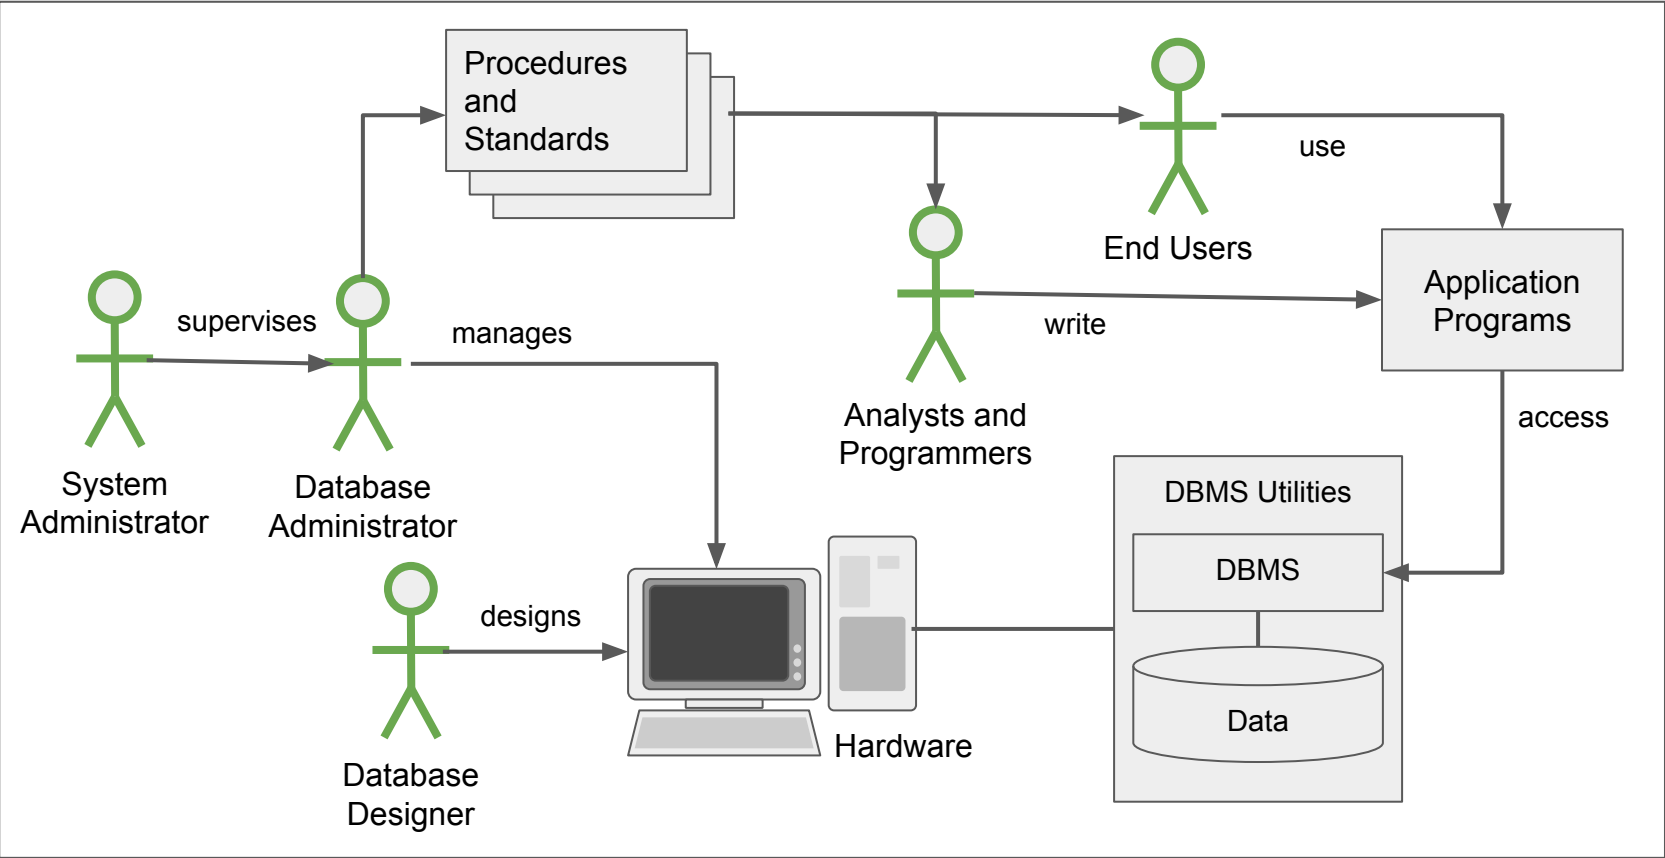 Procedures
and
Standards
use
End Users
Application
Programs
supervises
manages
write
access
Analysts and
Programmers
System
Administrator
Database
Administrator
DBMS Utilities
DBMS
designs
Data
Hardware
Database
Designer